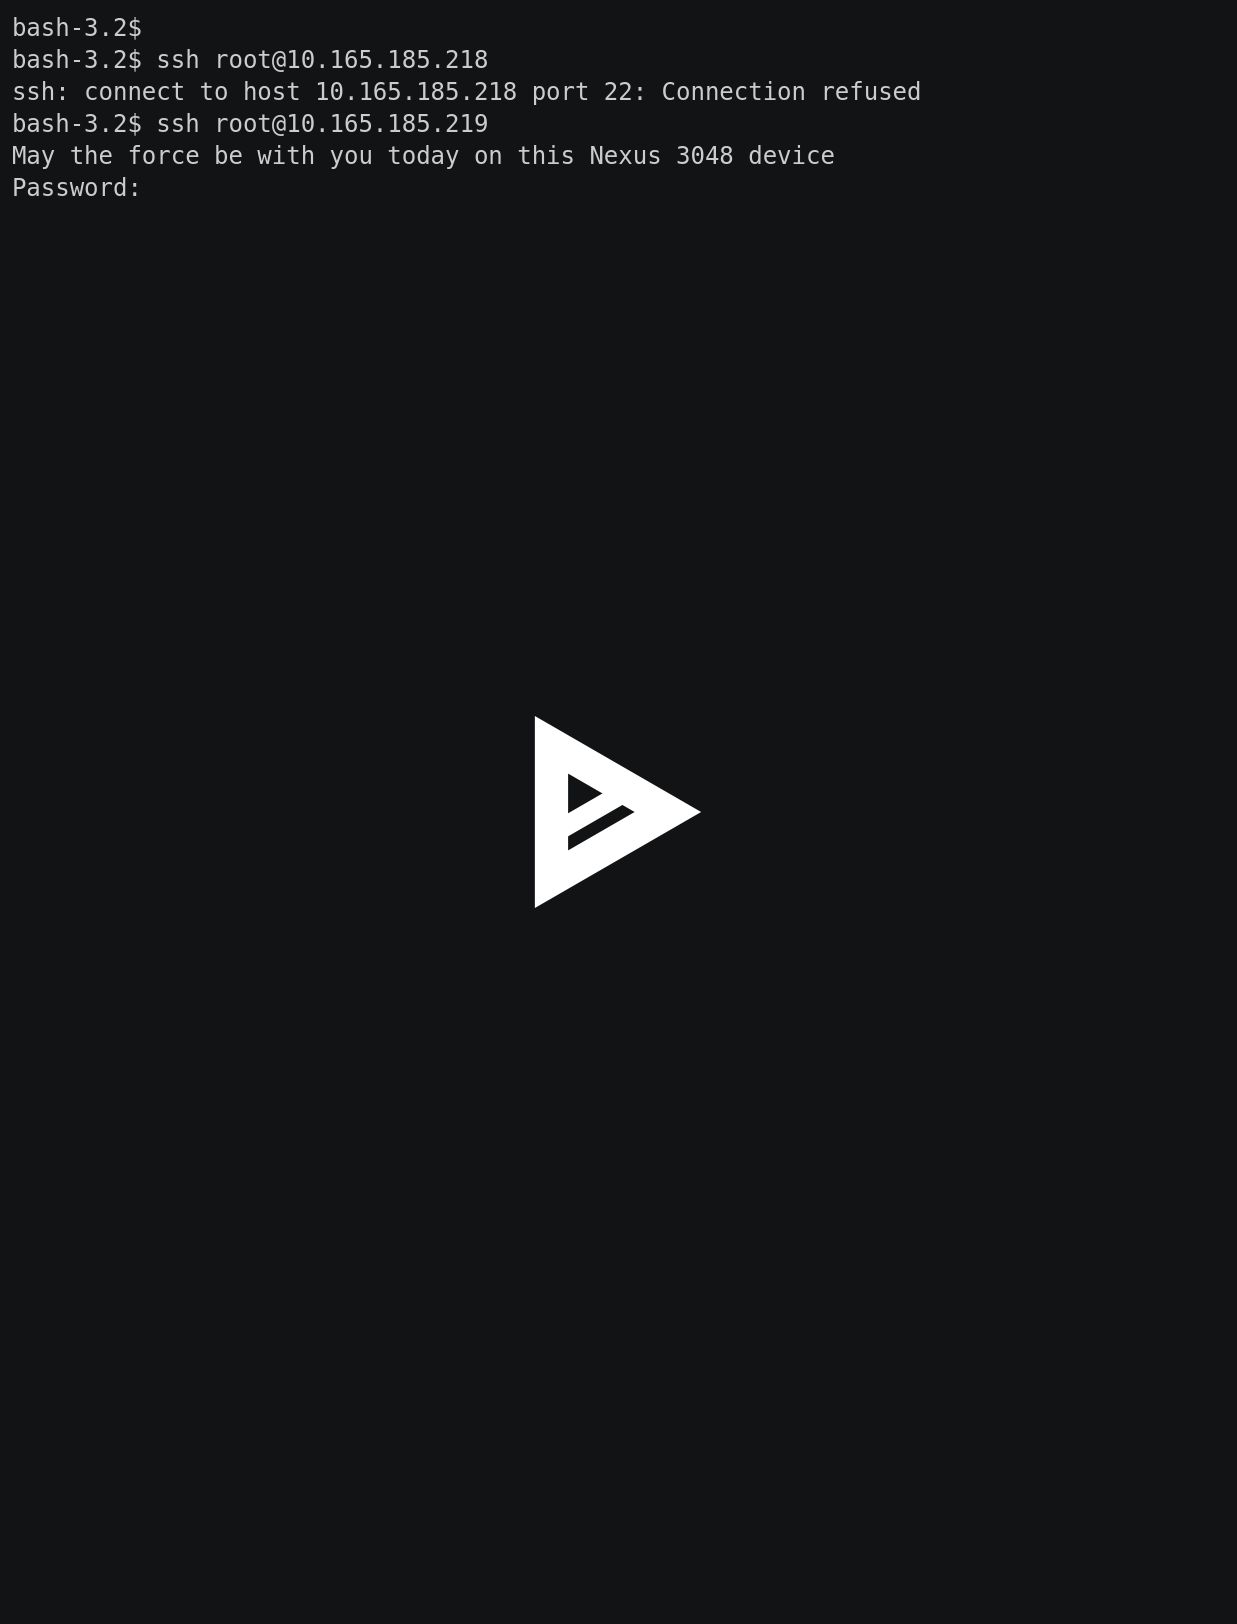 bash-3.2$
bash-3.2$ ssh root@10.165.185.218
ssh: connect to host 10.165.185.218 port 22: Connection refused
bash-3.2$ ssh root@10.165.185.219
May the force be with you today on this Nexus 3048 device
Password: